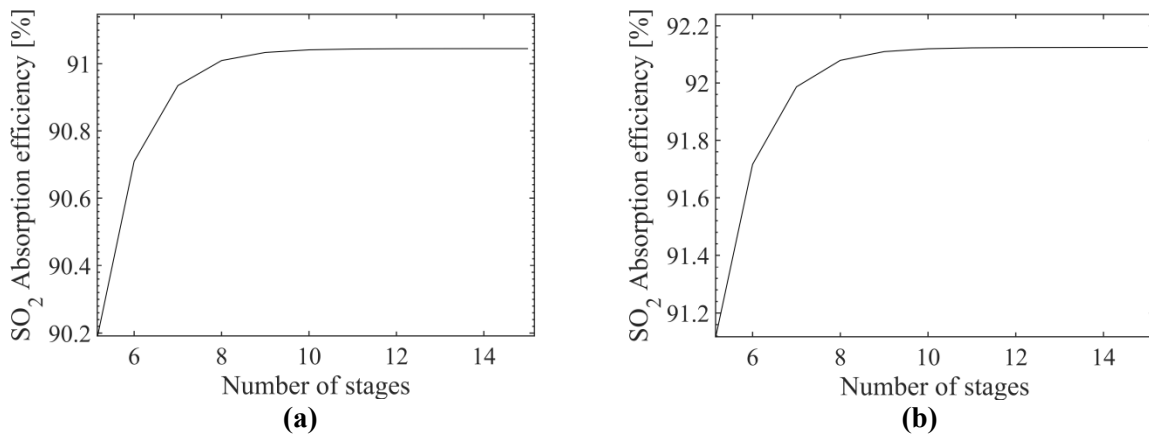 SO2 Absorption efficiency [%]
91
90.8
90.6
90.4
90.2
6 8 10 12 14
Number of stages
(a)
SO2 Absorption efficiency [%]
92.2
92
91.8
91.6
91.4
91.2
6 8 10 12 14
Number of stages
(b)